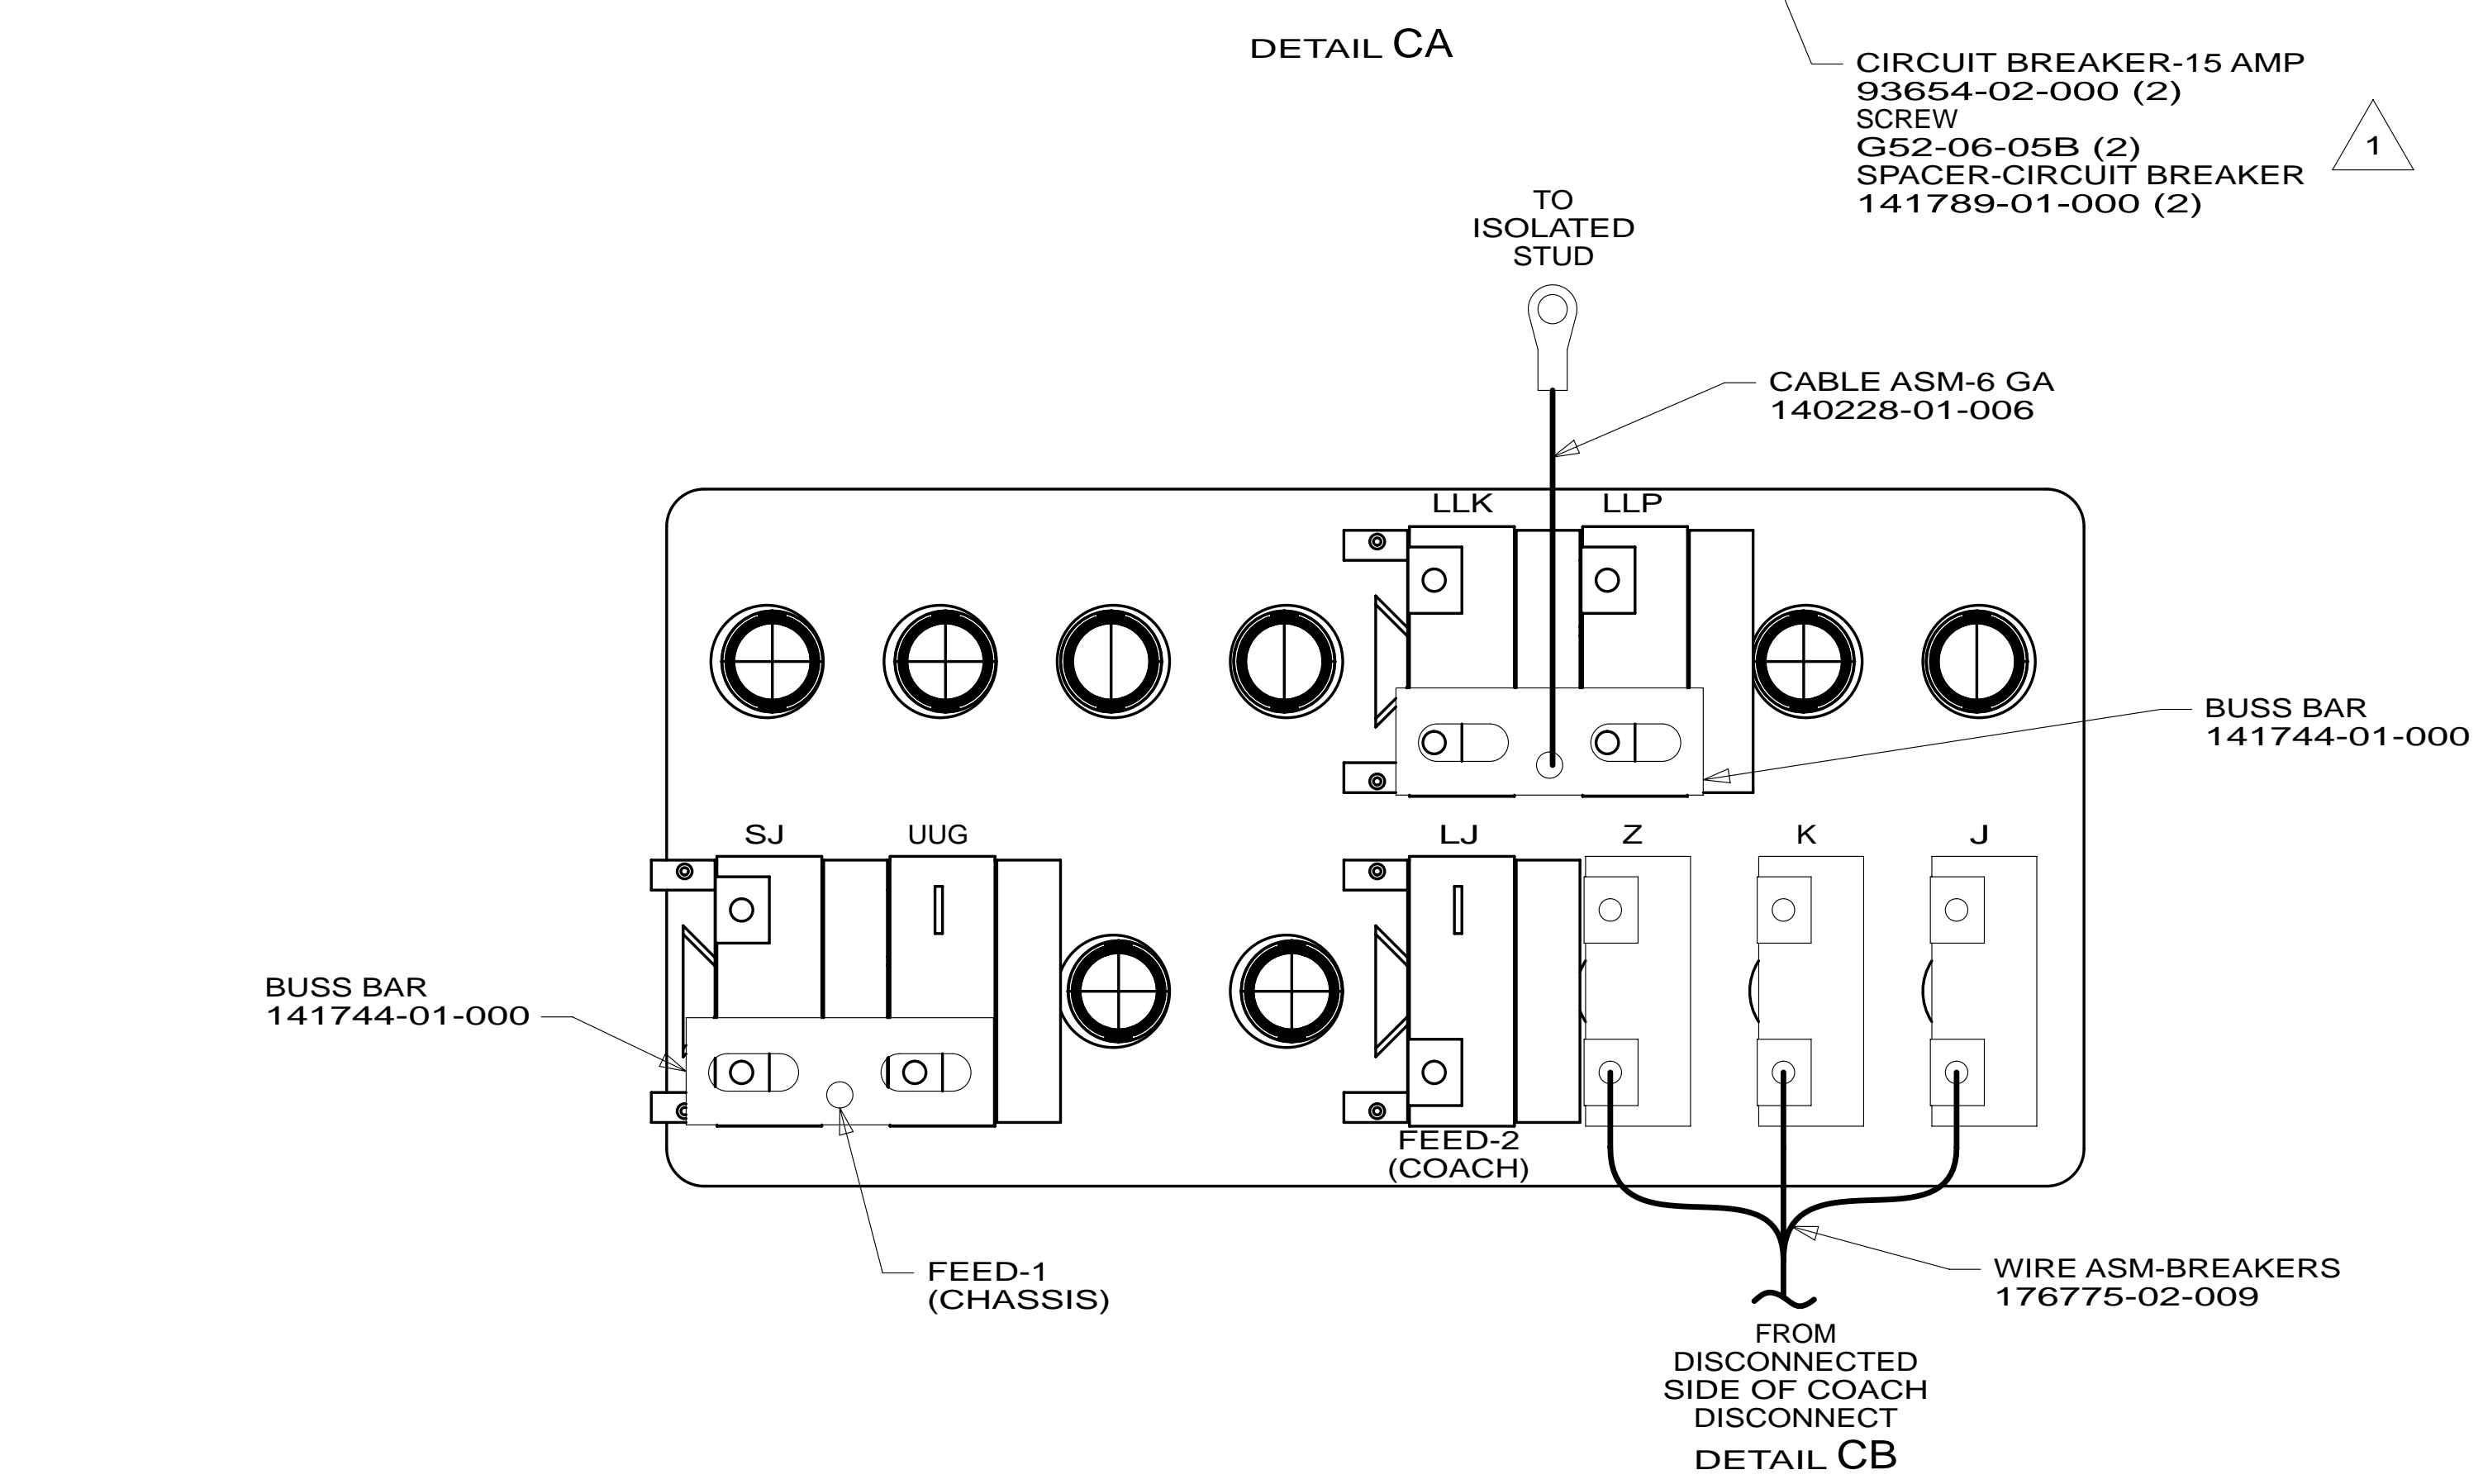 DETAIL CA
CIRCUIT BREAKER-15 AMP
93654-02-000 (2)
SCREW
G52-06-05B (2)
SPACER-CIRCUIT BREAKER
141789-01-000 (2)
1
TO
ISOLATED
STUD
CABLE ASM-6 GA
140228-01-006
LLK LLP
BUSS BAR
141744-01-000
SJ UUG LJ Z K J
BUSS BAR
141744-01-000
FEED-2
(COACH)
FEED-1
(CHASSIS)
WIRE ASM-BREAKERS
176775-02-009
FROM
DISCONNECTED
SIDE OF COACH
DISCONNECT
DETAIL CB